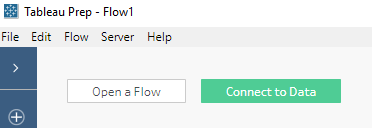 Tableau Prep - Flow1
File Edit Flow Server Help
Open a Flow Connect to Data